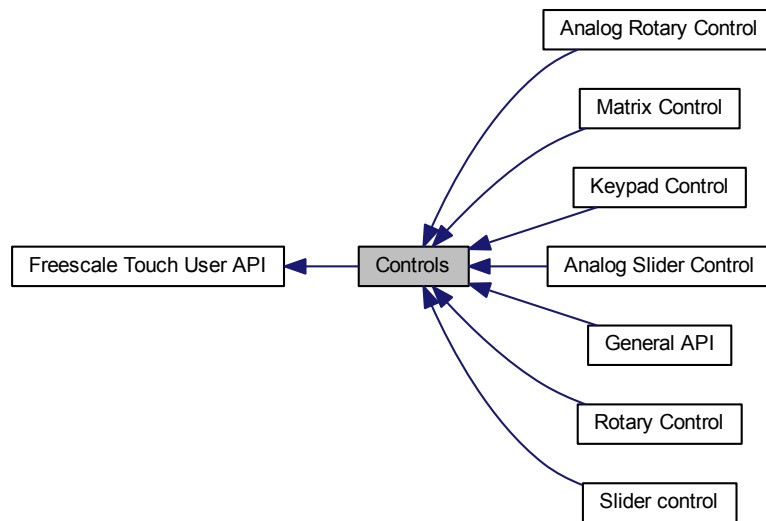 Analog Rotary Control
Matrix Control
Keypad Control
Freescale Touch User API
Controls
Analog Slider Control
General API
Rotary Control
Slider control